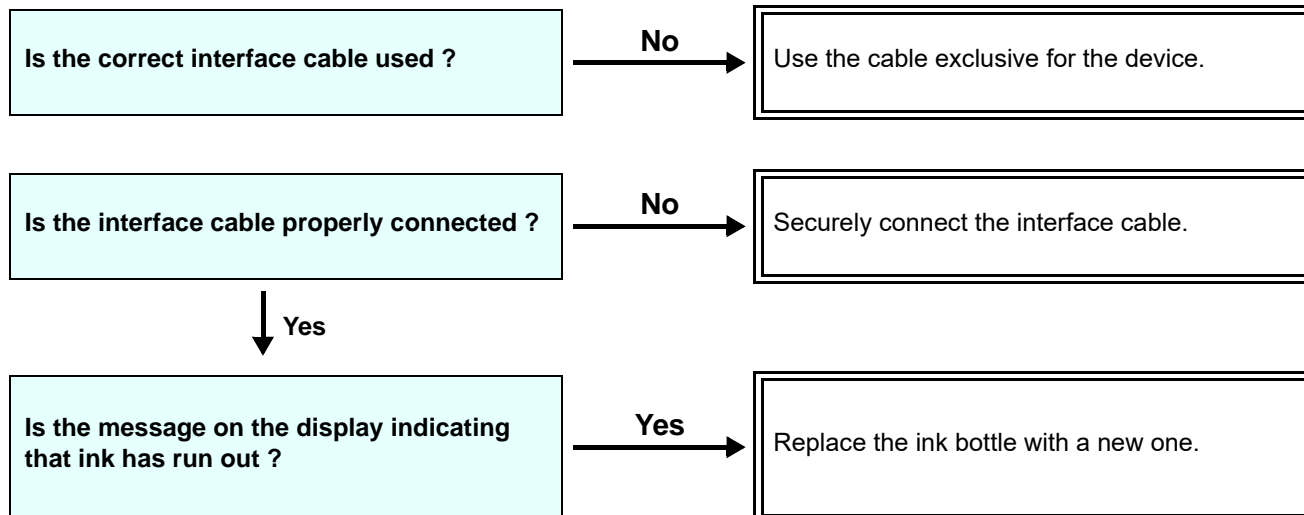 Is the correct interface cable used ?
No
Use the cable exclusive for the device.
Is the interface cable properly connected ?
No
Securely connect the interface cable.
Yes
Is the message on the display indicating
that ink has run out ?
Yes
Replace the ink bottle with a new one.